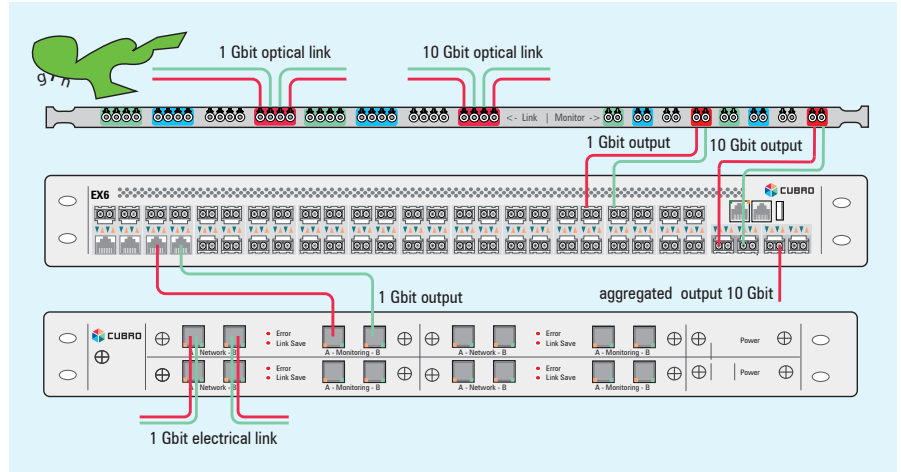 1 Gbit optical link
10 Gbit optical link
<- Link | Monitor ->
1 Gbit output
10 Gbit output
EX6
CUBRO
1 Gbit output
aggregated output 10 Gbit
CUBRO
Error
Link Save
A - Network - B
A - Monitoring - B
Error
Link Save
A - Network - B
A - Monitoring - B
Power
Error
Link Save
A - Network - B
A - Monitoring - B
Error
Link Save
A - Network - B
A - Monitoring - B
Power
1 Gbit electrical link